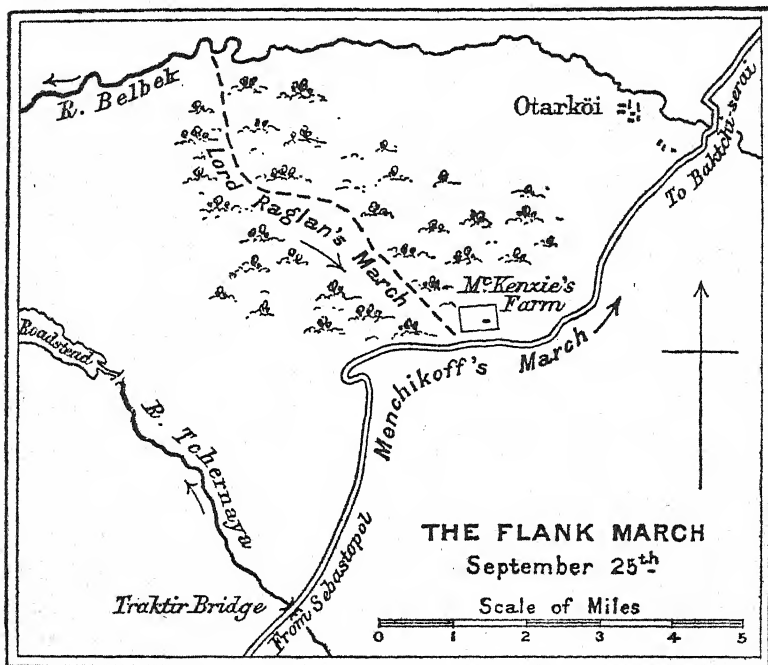 R. Belbek
Otarköi
To Baktchi-serai
Lord Raglan's March
McKenzie's
Farm
Roadstead
Menchikoff's March
R. Tchernaya
THE FLANK MARCH
September 25th
Traktir Bridge
From Sebastopol
Scale of Miles
0 1 2 3 4 5